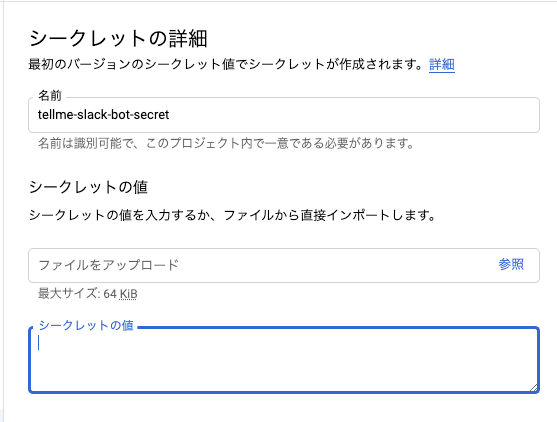 シークレットの詳細
最初のバージョンのシークレット値でシークレットが作成されます。詳細
名前
tellme-slack-bot-secret
名前は識別可能で、このプロジェクト内で一意である必要があります。
シークレットの値
シークレットの値を入力するか、ファイルから直接インポートします。
ファイルをアップロード 参照
最大サイズ: 64 KiB
シークレットの値